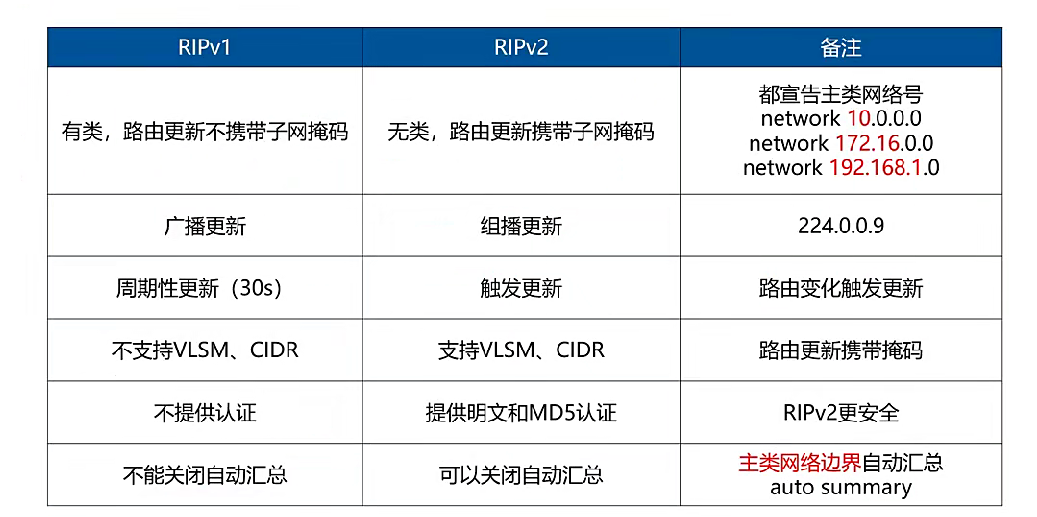 RIPv1
RIPv2
备注
有类，路由更新不携带子网掩码
无类，路由更新携带子网掩码
都宣告主类网络号
network 10.0.0.0
network 172.16.0.0
network 192.168.1.0
广播更新
组播更新
224.0.0.9
周期性更新（30s）
触发更新
路由变化触发更新
不支持VLSM、CIDR
支持VLSM、CIDR
路由更新携带掩码
不提供认证
提供明文和MD5认证
RIPv2更安全
不能关闭自动汇总
可以关闭自动汇总
主类网络边界自动汇总
auto summary